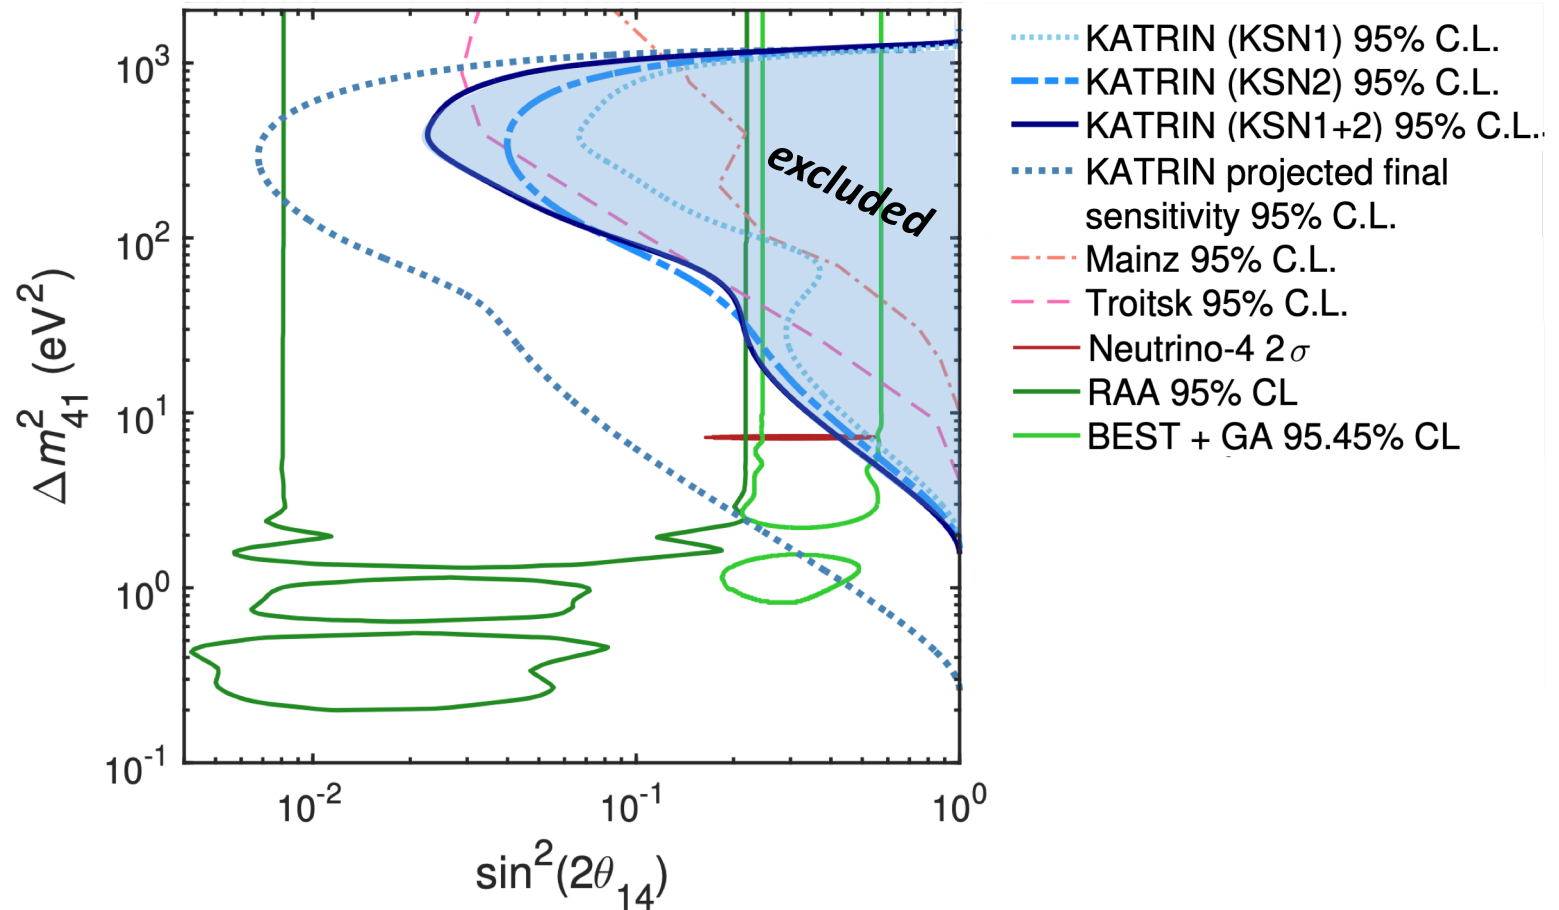 KATRIN (KSN1) 95% C.L.
KATRIN (KSN2) 95% C.L.
KATRIN (KSN1+2) 95% C.L.
KATRIN projected final
sensitivity 95% C.L.
Mainz 95% C.L.
Troitsk 95% C.L.
Neutrino-4 2σ
RAA 95% CL
BEST + GA 95.45% CL
excluded
Δm²₄₁ (eV²)
10³
10²
10¹
10⁰
10⁻¹
10⁻² 10⁻¹ 10⁰
sin²(2θ₁₄)